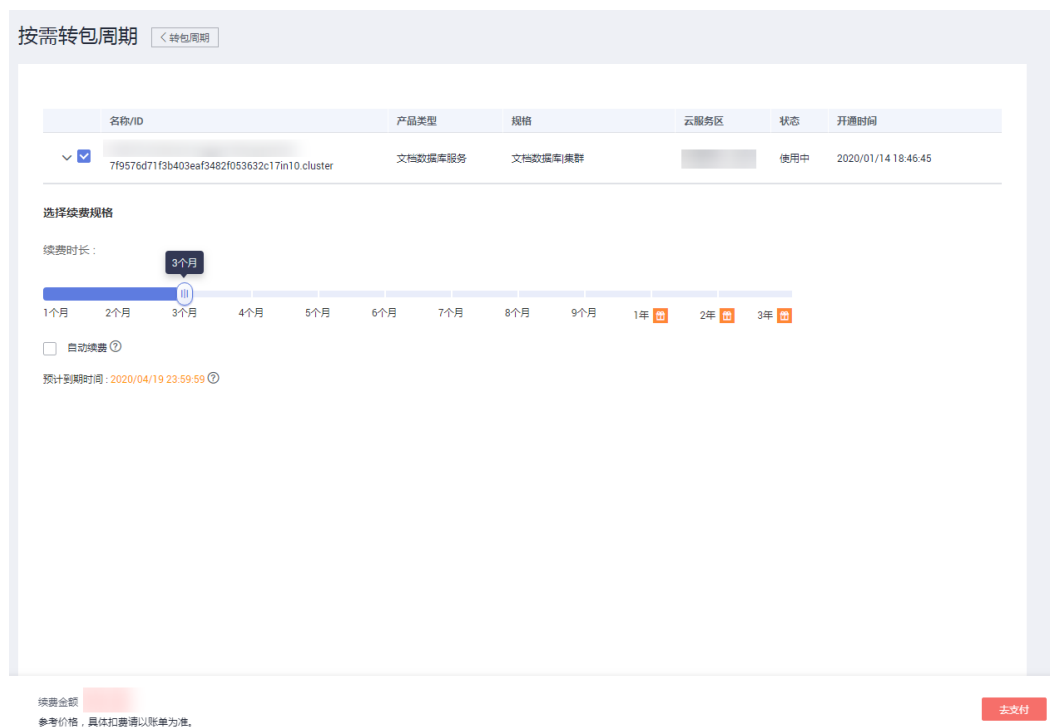 按需转包周期 < 转包周期
名称/ID 产品类型 规格 云服务区 状态 开通时间
7f9576d71f3b403eaf3482f053632c17in10.cluster 文档数据库服务 文档数据库|集群 使用中 2020/01/14 18:46:45
选择续费规格
续费时长 :
3个月
1个月 2个月 3个月 4个月 5个月 6个月 7个月 8个月 9个月 1年 2年 3年
自动续费
预计到期时间 : 2020/04/19 23:59:59
续费金额
参考价格，具体扣费请以账单为准。
去支付